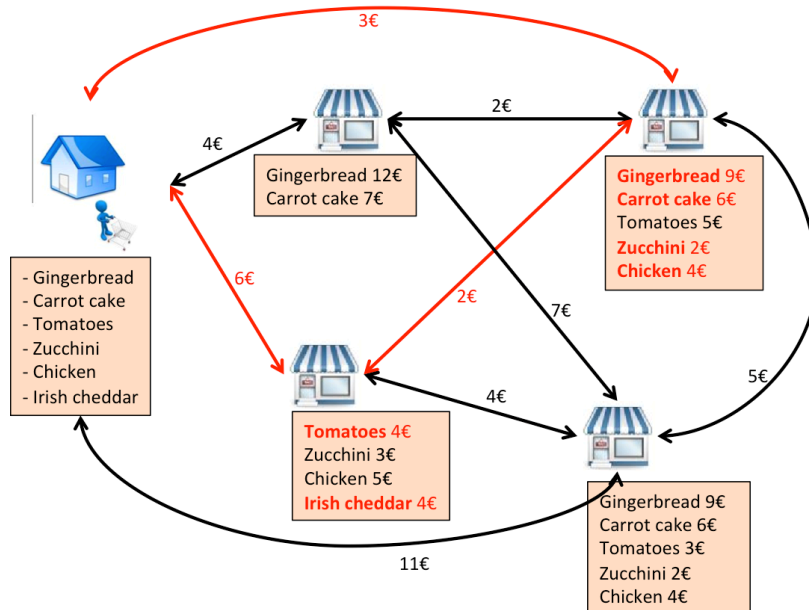 3€
4€
2€
Gingerbread 12€
Carrot cake 7€
Gingerbread 9€
Carrot cake 6€
Tomatoes 5€
Zucchini 2€
Chicken 4€
- Gingerbread
- Carrot cake
- Tomatoes
- Zucchini
- Chicken
- Irish cheddar
6€
2€
7€
5€
4€
Tomatoes 4€
Zucchini 3€
Chicken 5€
Irish cheddar 4€
11€
Gingerbread 9€
Carrot cake 6€
Tomatoes 3€
Zucchini 2€
Chicken 4€